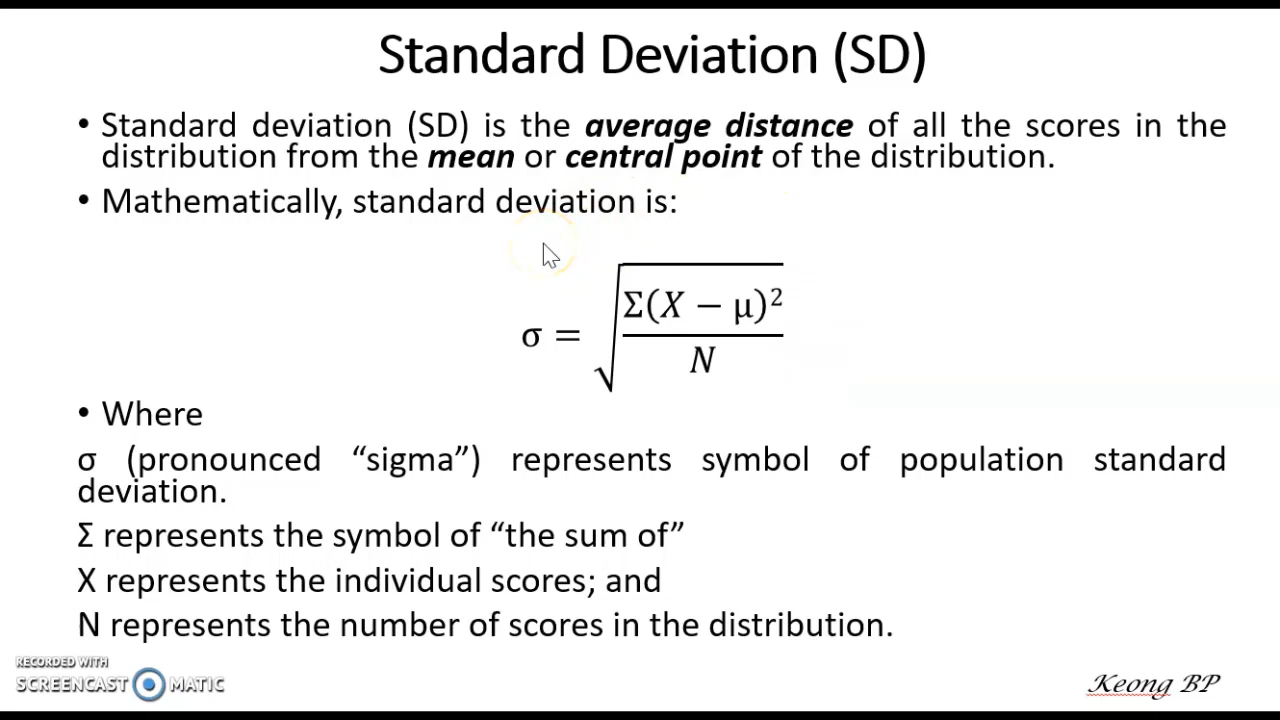 Standard Deviation (SD)
• Standard deviation (SD) is the average distance of all the scores in the
distribution from the mean or central point of the distribution.
• Mathematically, standard deviation is:
σ = √(Σ(X − μ)²/N)
• Where
σ (pronounced “sigma”) represents symbol of population standard
deviation.
Σ represents the symbol of “the sum of”
X represents the individual scores; and
N represents the number of scores in the distribution.
RECORDED WITH
SCREENCAST MATIC
Keong BP